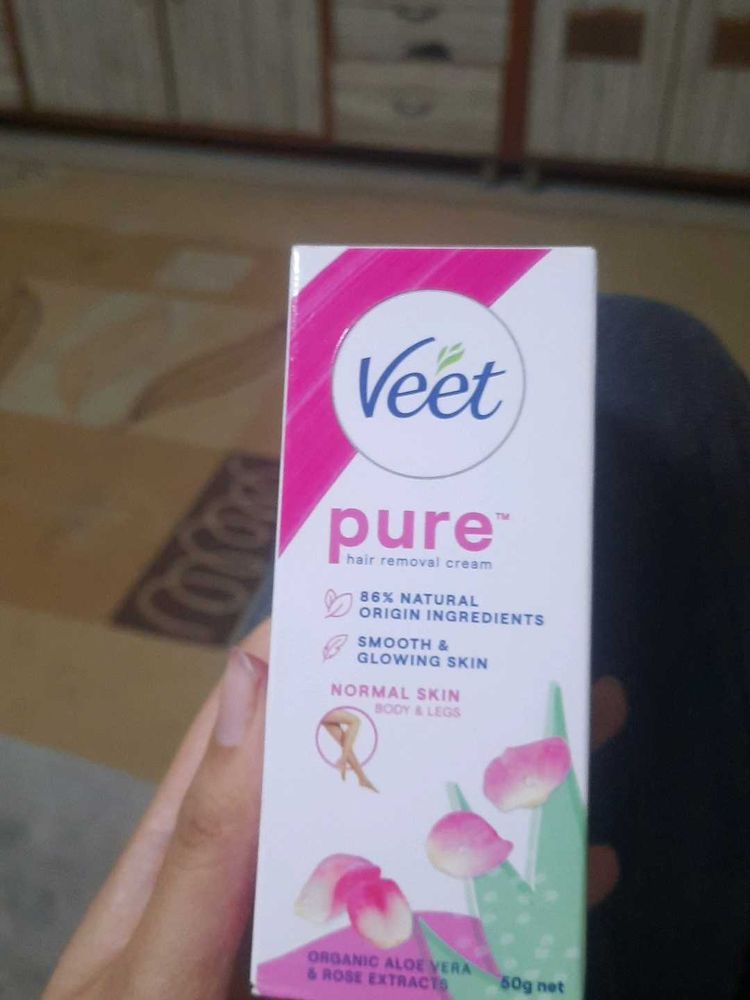 Veet
pure™
hair removal cream
86% NATURAL
ORIGIN INGREDIENTS
SMOOTH &
GLOWING SKIN
NORMAL SKIN
BODY & LEGS
ORGANIC ALOE VERA
& ROSE EXTRACTS
50g net